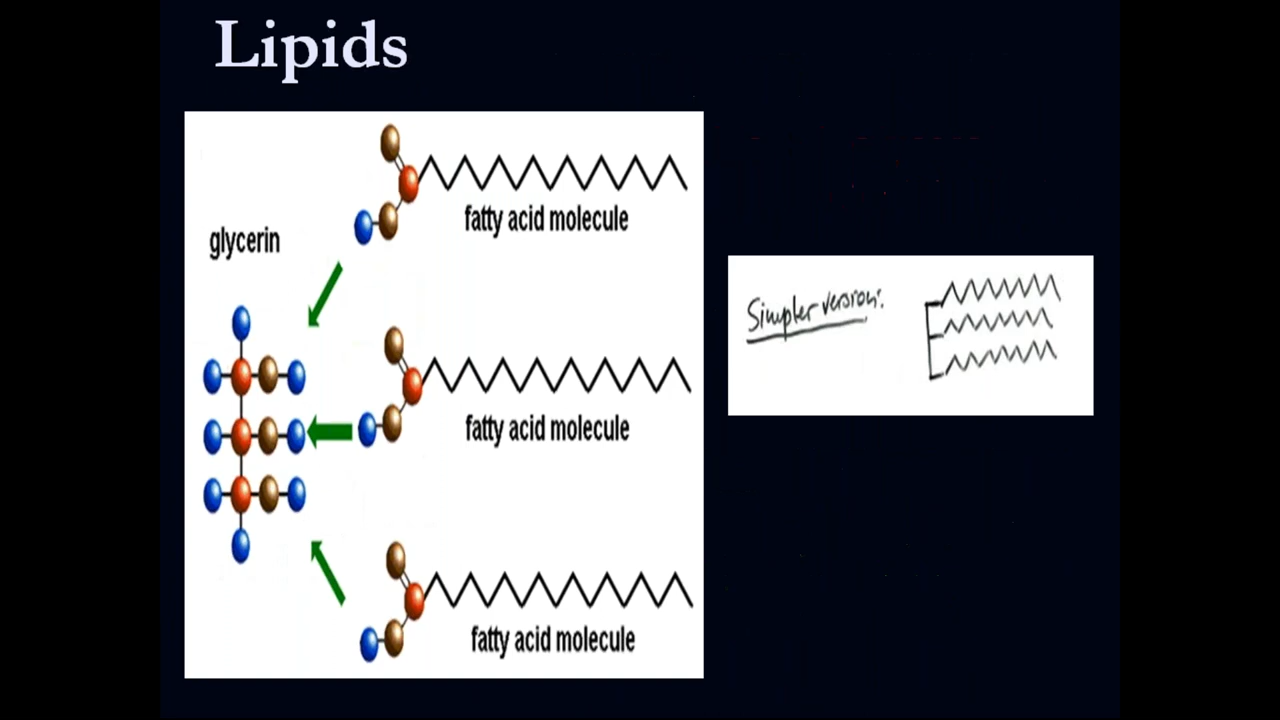 Lipids
fatty acid molecule
glycerin
fatty acid molecule
fatty acid molecule
Simpler version: